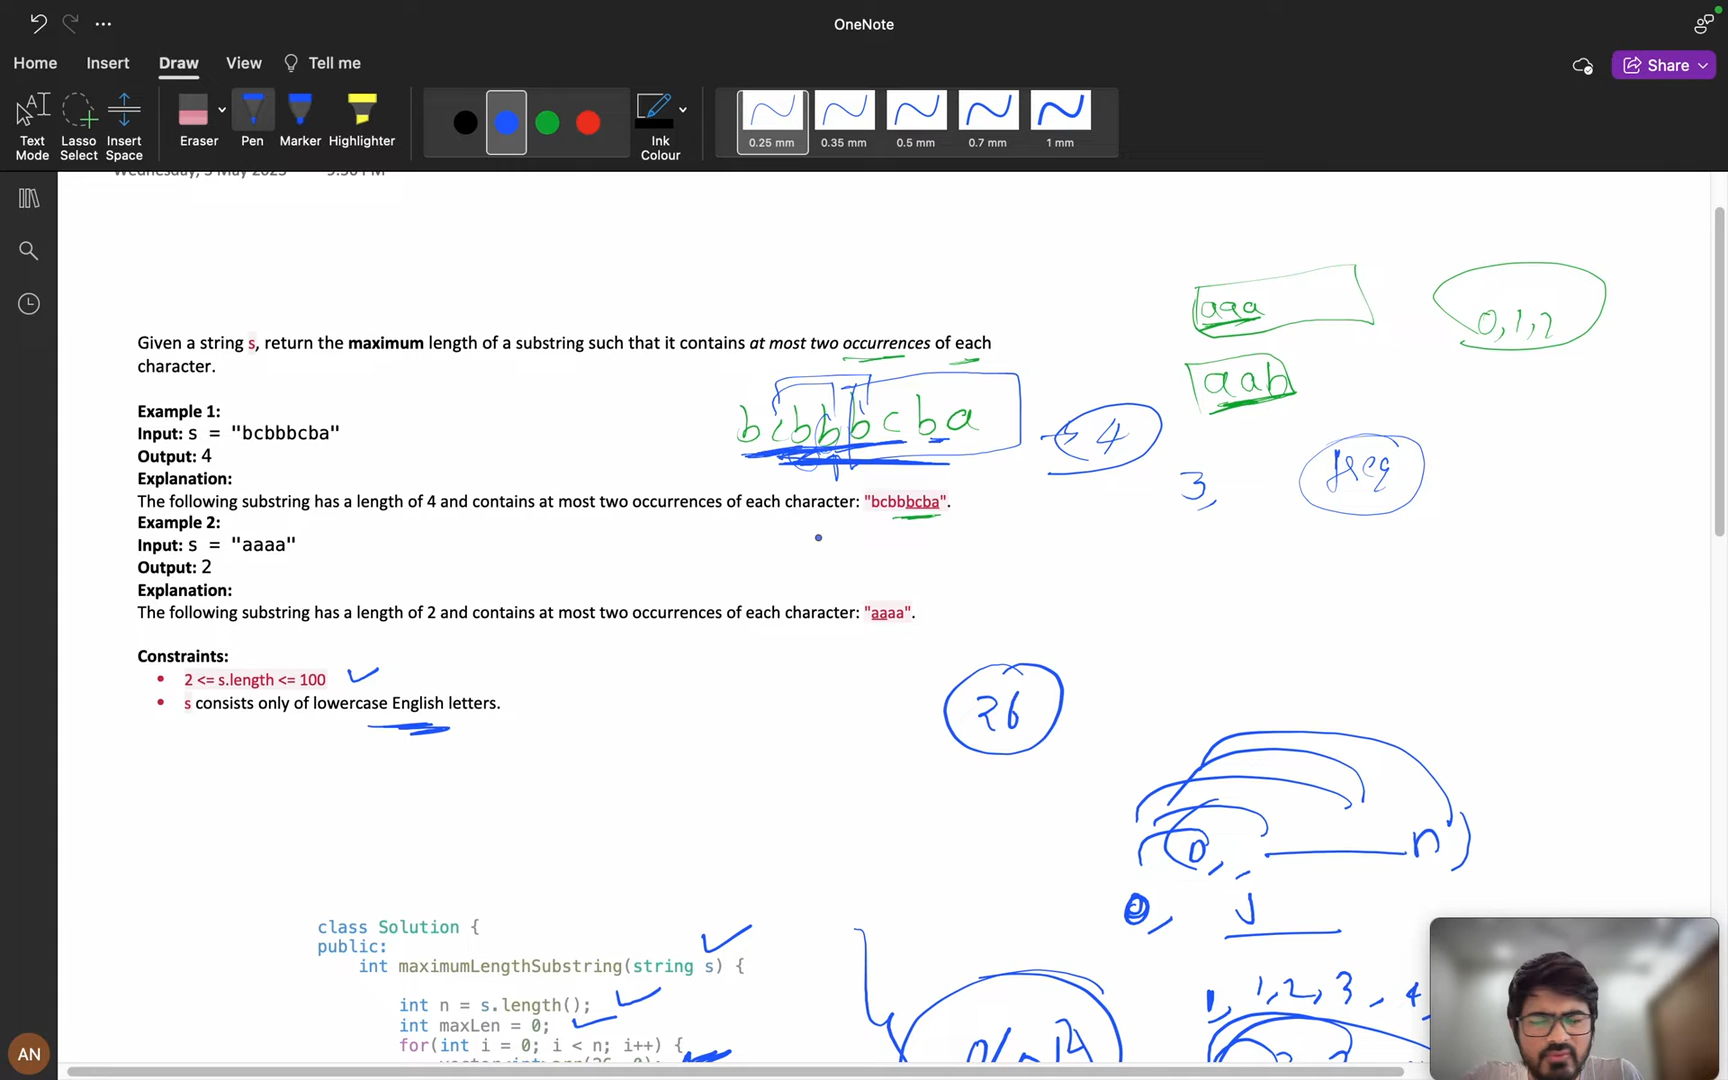 OneNote
Home Insert Draw View Tell me
Share
Text Mode
Lasso Select
Insert Space
Eraser
Pen
Marker
Highlighter
Ink Colour
0.25 mm
0.35 mm
0.5 mm
0.7 mm
1 mm
Given a string s, return the maximum length of a substring such that it contains at most two occurrences of each
character.
Example 1:
Input: s = "bcbbbcba"
Output: 4
Explanation:
The following substring has a length of 4 and contains at most two occurrences of each character: "bcbbbcba".
Example 2:
Input: s = "aaaa"
Output: 2
Explanation:
The following substring has a length of 2 and contains at most two occurrences of each character: "aaaa".
Constraints:
2 <= s.length <= 100
s consists only of lowercase English letters.
aaa
0,1,2
aab
bcbbbcba
4
3,
freq
26
0, n)
0, j
1, 1, 2, 3, 4
class Solution {
public:
int maximumLengthSubstring(string s) {
int n = s.length();
int maxLen = 0;
for(int i = 0; i < n; i++) {
AN